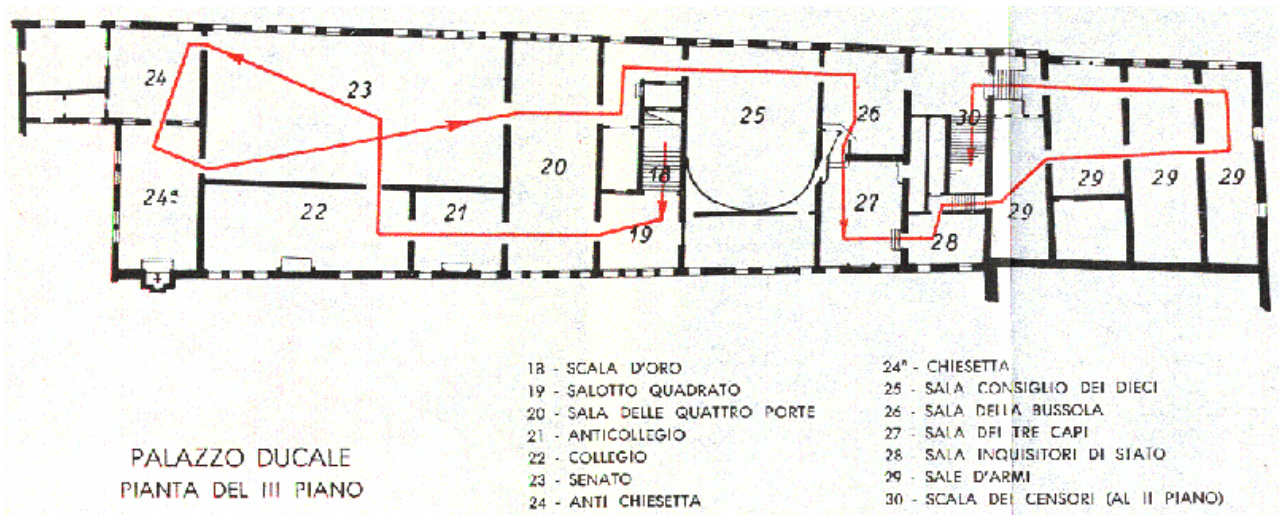 24
23
25
26
30
20
18
29
29
29
24ª
22
21
19
27
28
29
18 - SCALA D'ORO
19 - SALOTTO QUADRATO
20 - SALA DELLE QUATTRO PORTE
21 - ANTICOLLEGIO
22 - COLLEGIO
23 - SENATO
24 - ANTI CHIESETTA
24ª - CHIESETTA
25 - SALA CONSIGLIO DEI DIECI
26 - SALA DELLA BUSSOLA
27 - SALA DEI TRE CAPI
28 - SALA INQUISITORI DI STATO
29 - SALE D'ARMI
30 - SCALA DEI CENSORI (AL II PIANO)
PALAZZO DUCALE
PIANTA DEL III PIANO